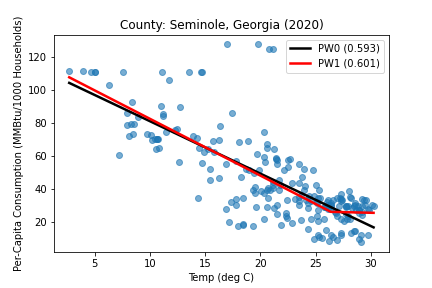 County: Seminole, Georgia (2020)
PW0 (0.593)
PW1 (0.601)
Per-Capita Consumption (MMBtu/1000 Households)
120
100
80
60
40
20
5 10 15 20 25 30
Temp (deg C)